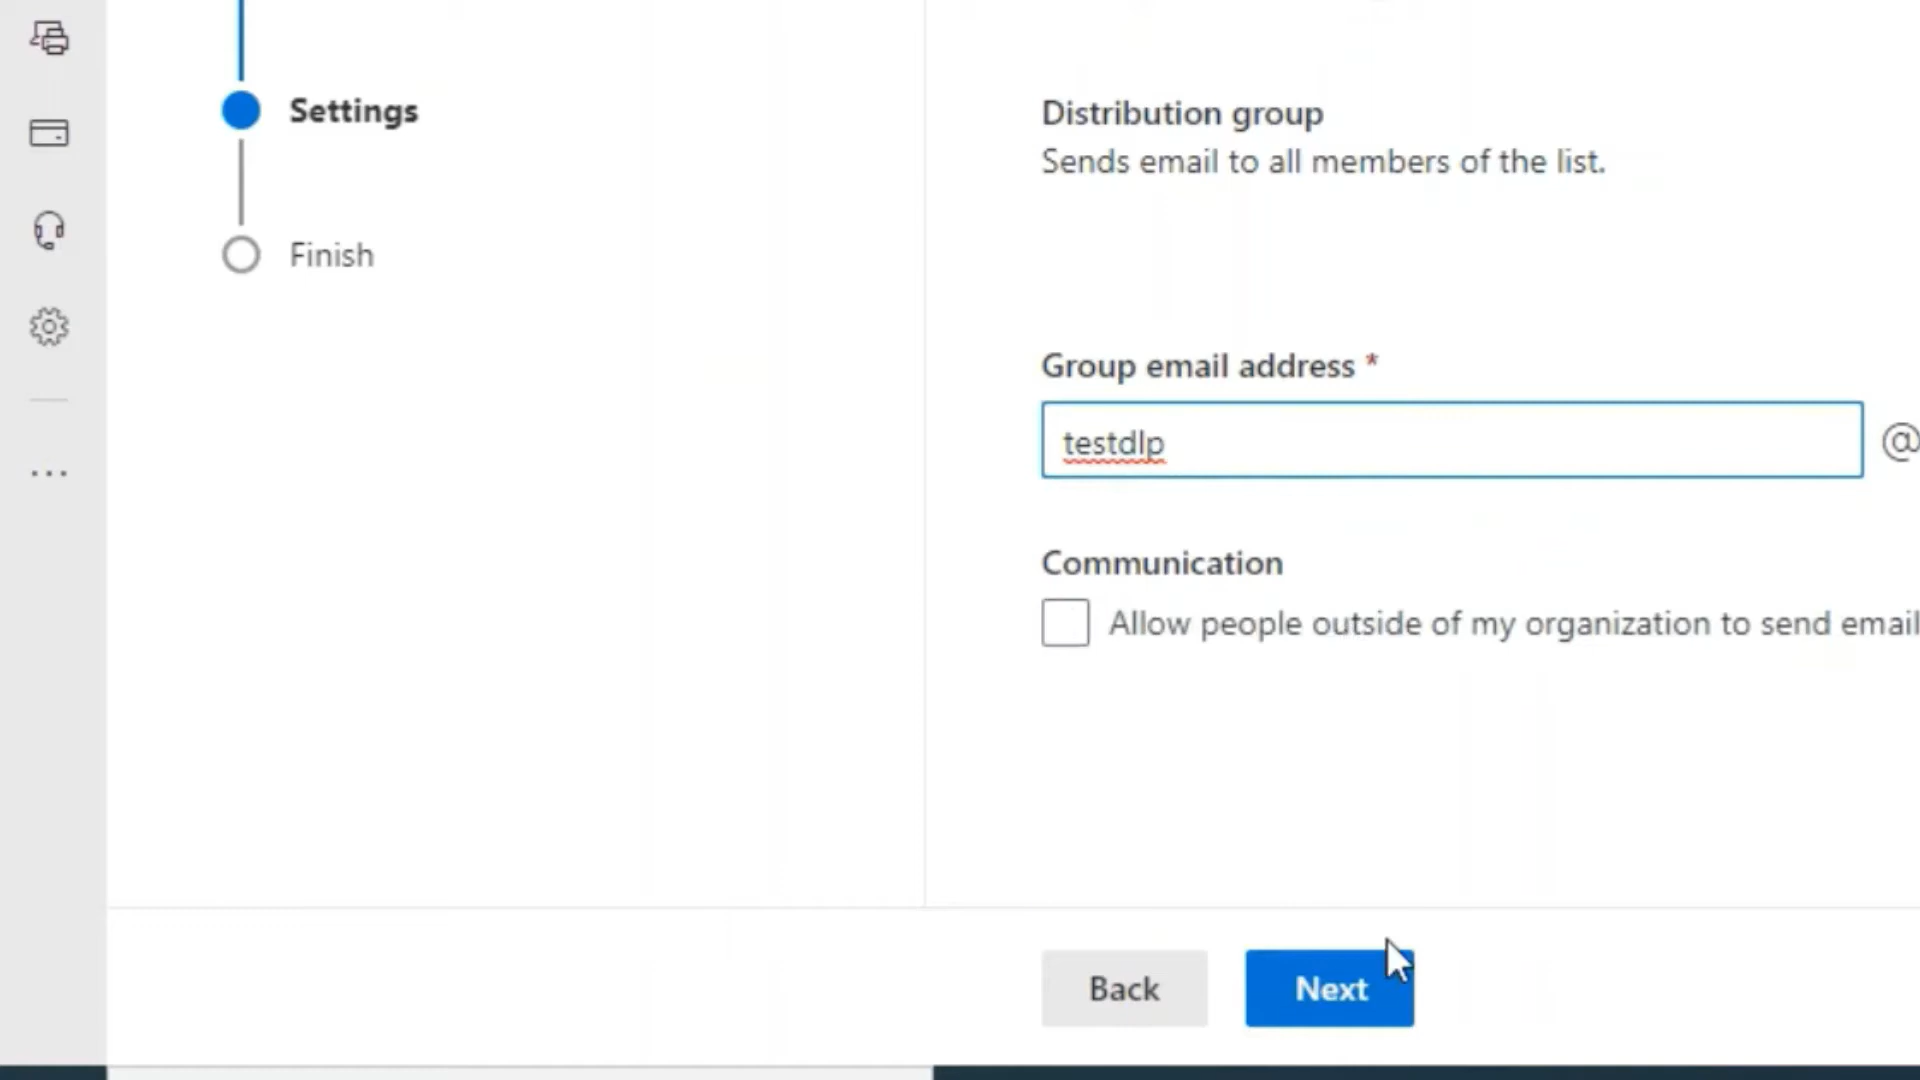 Settings
Finish
Distribution group
Sends email to all members of the list.
Group email address *
testdlp @
Communication
Allow people outside of my organization to send email
Back
Next